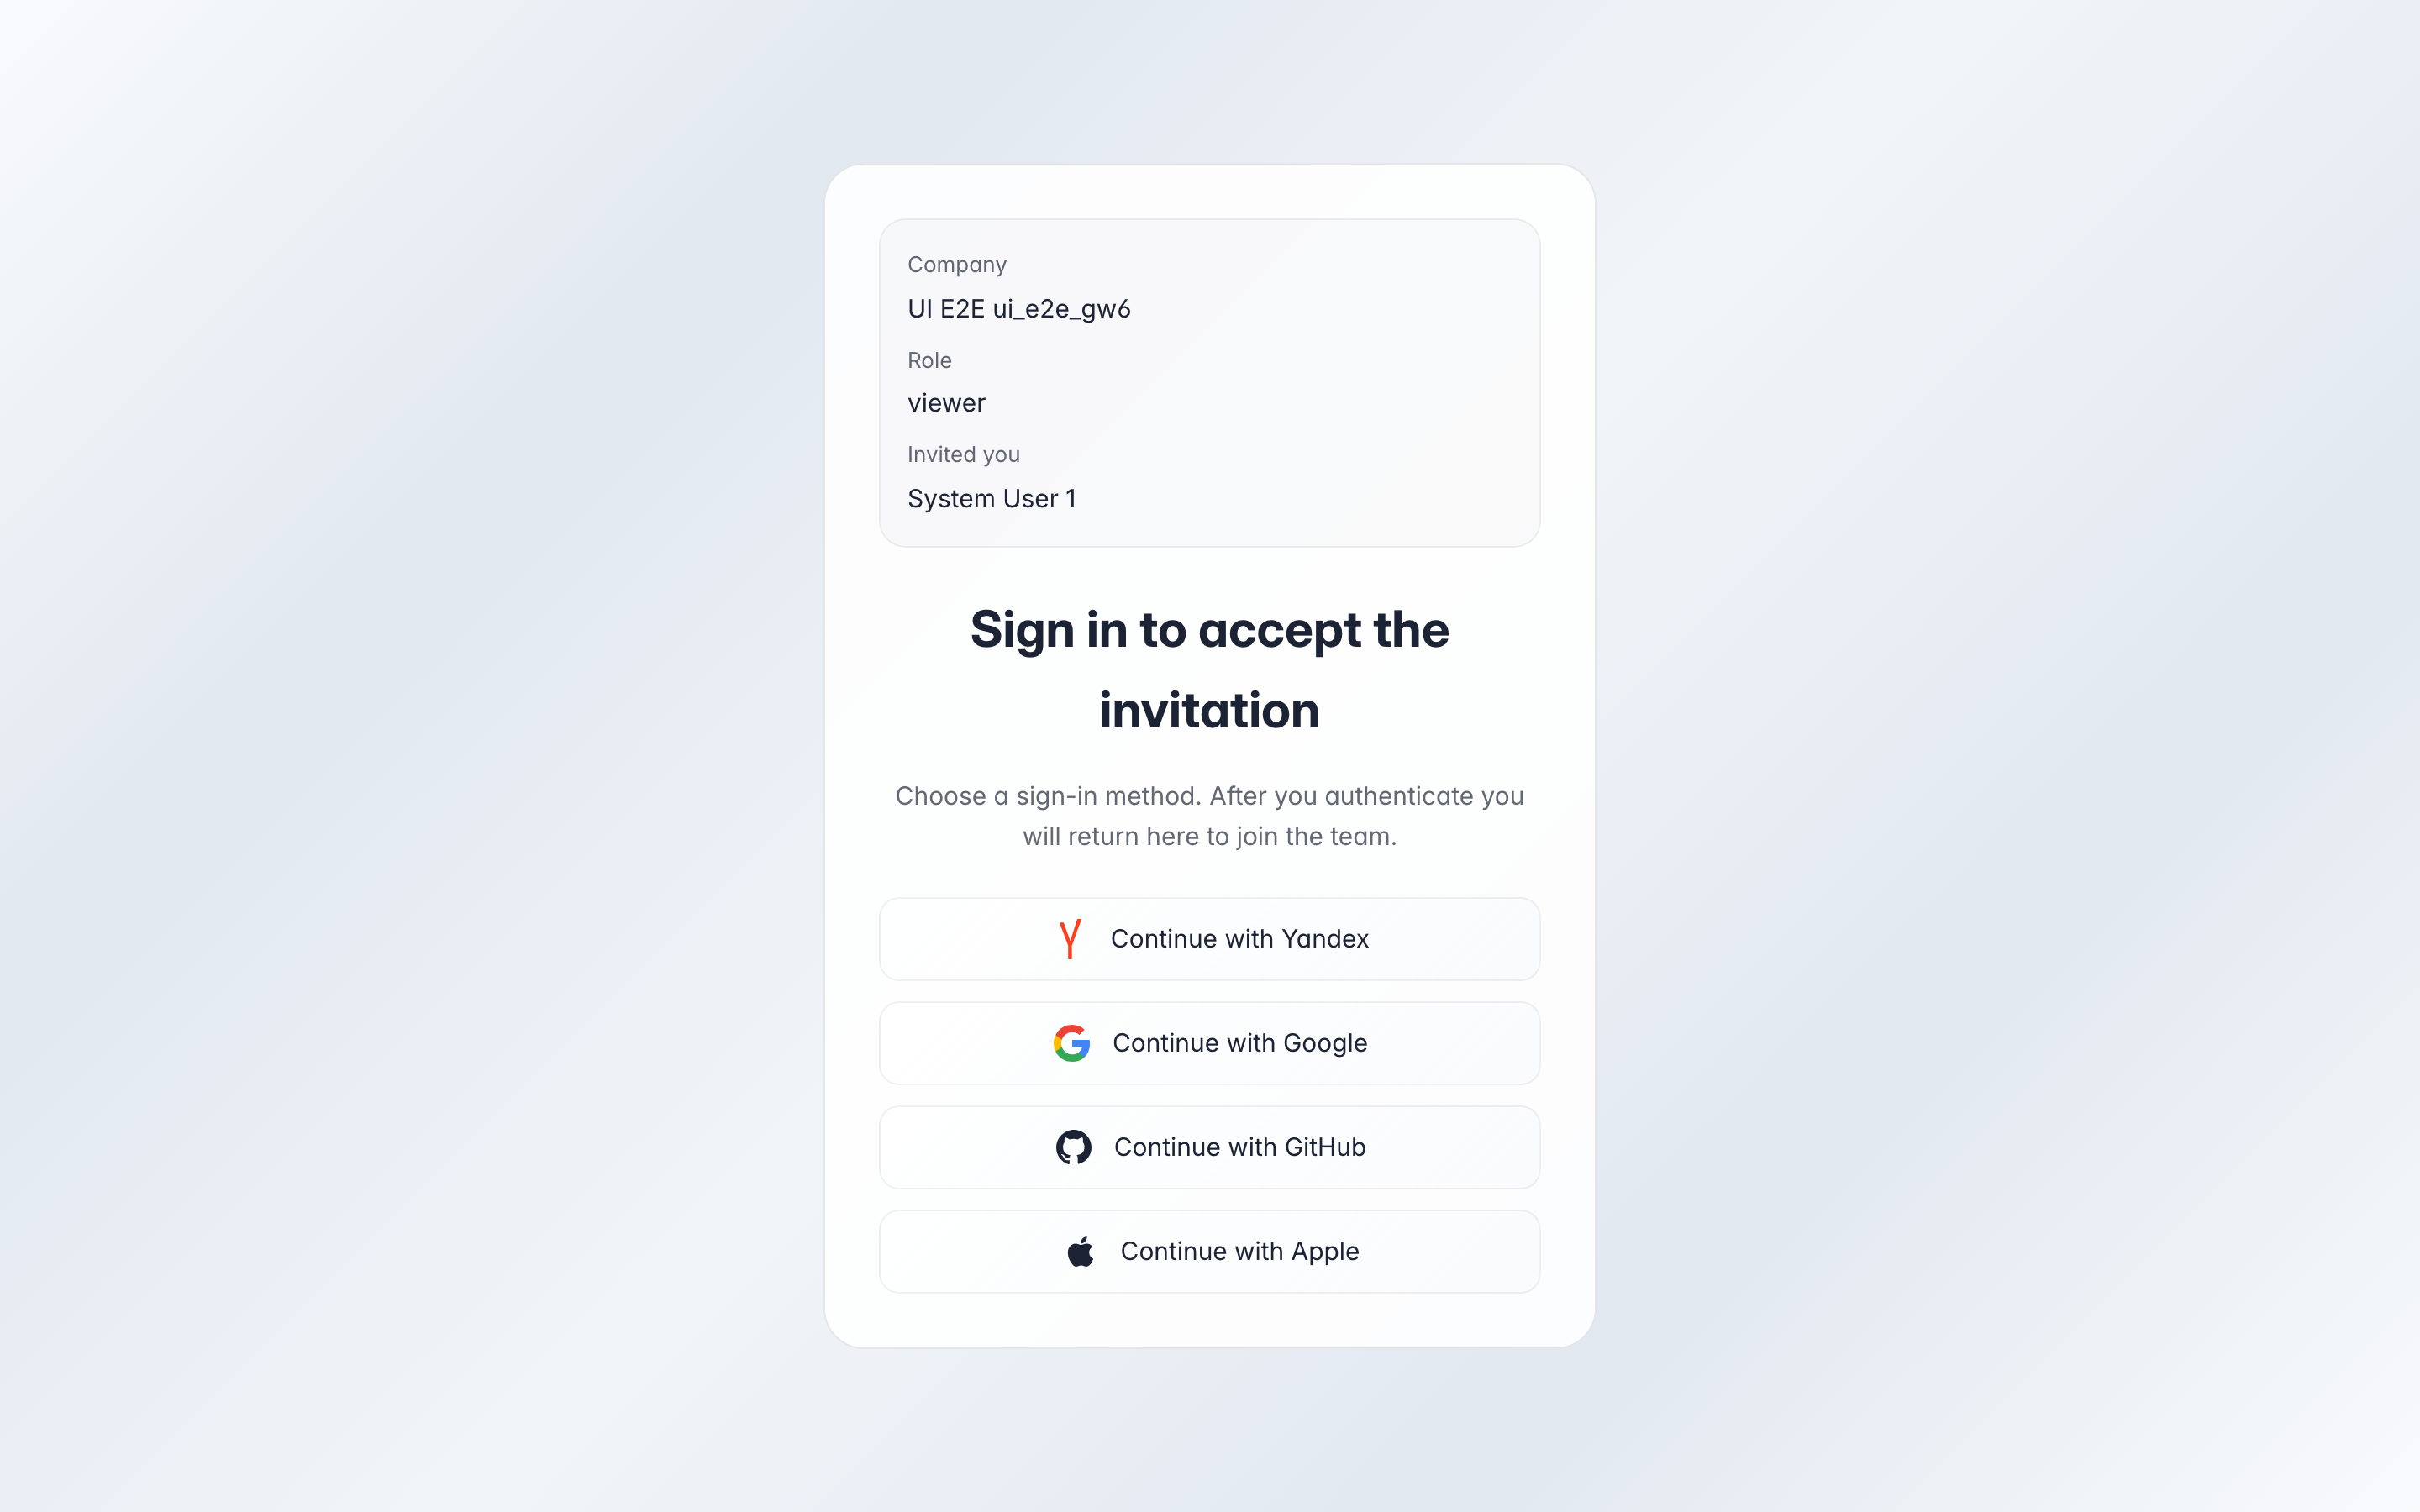 Company
UI E2E ui_e2e_gw6
Role
viewer
Invited you
System User 1
Sign in to accept the
invitation
Choose a sign-in method. After you authenticate you
will return here to join the team.
Continue with Yandex
Continue with Google
Continue with GitHub
Continue with Apple